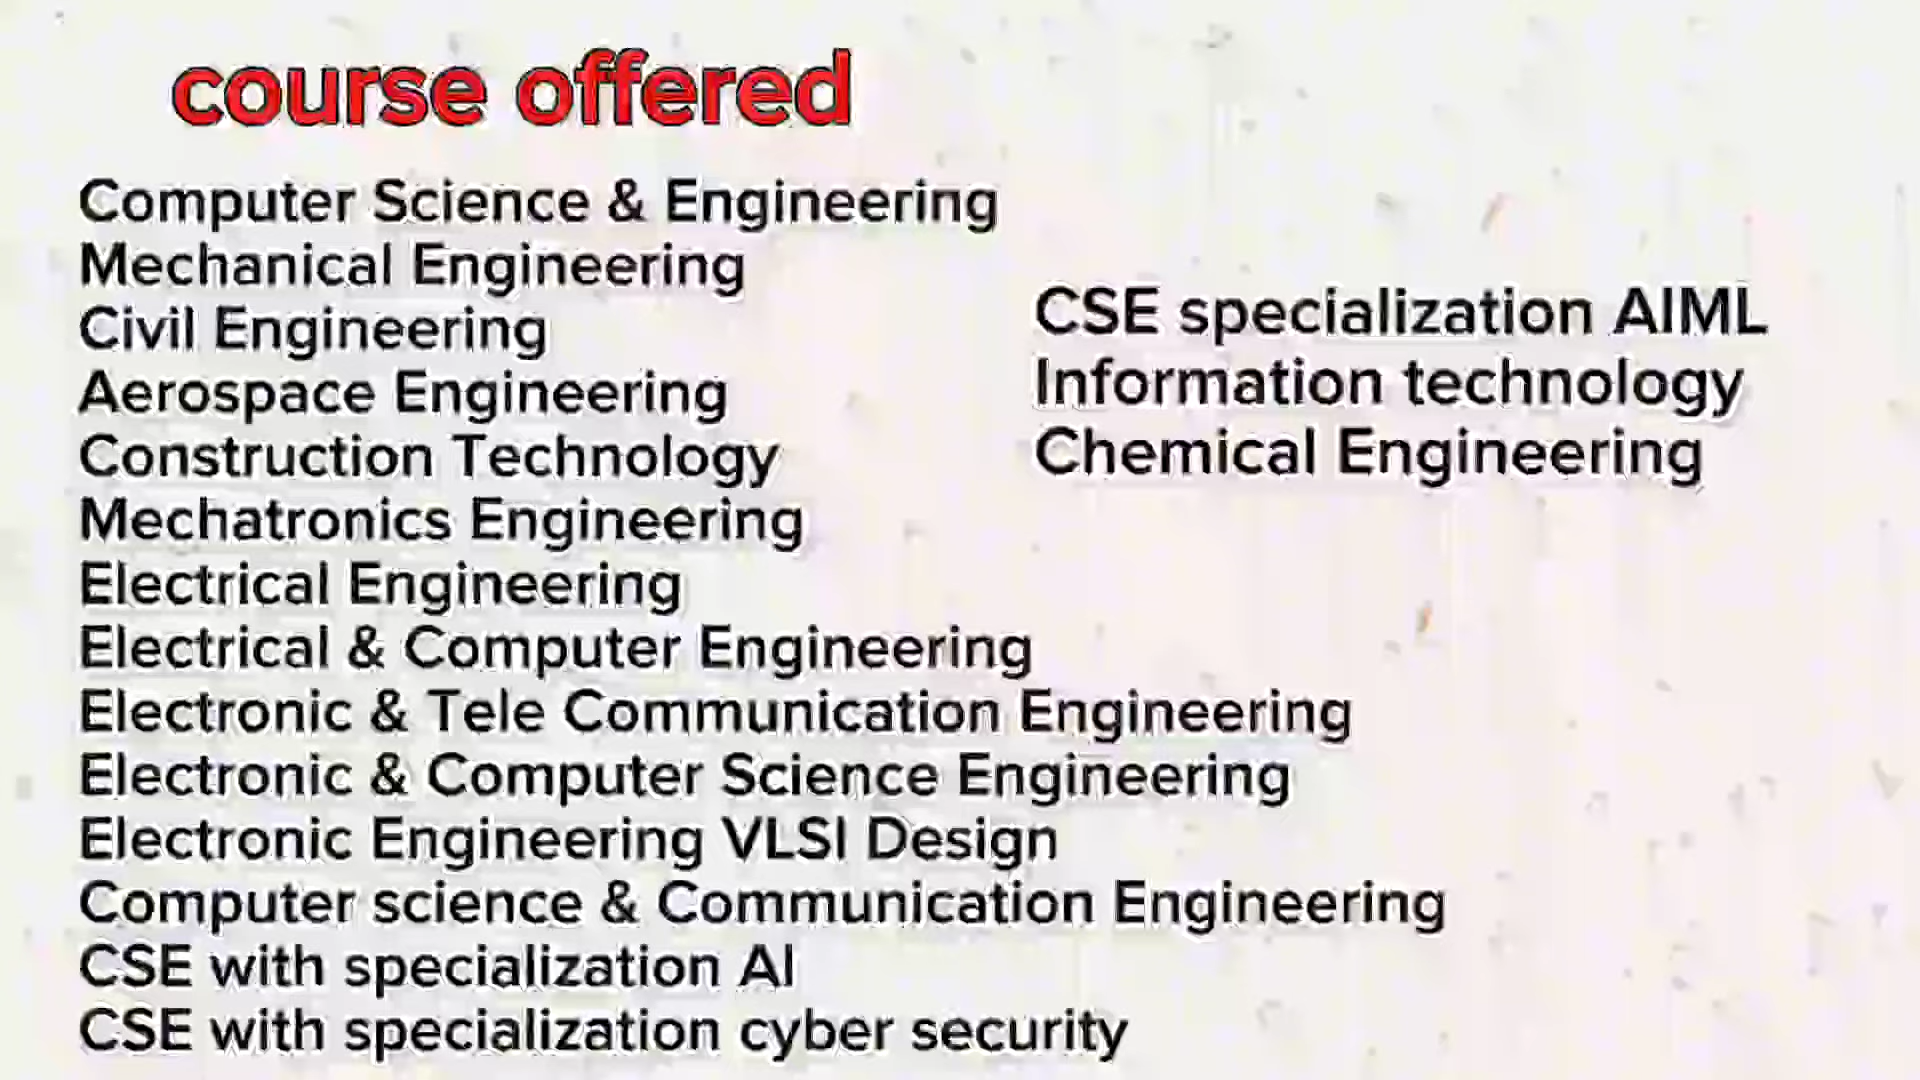 course offered
Computer Science & Engineering
Mechanical Engineering
Civil Engineering
Aerospace Engineering
Construction Technology
Mechatronics Engineering
Electrical Engineering
Electrical & Computer Engineering
Electronic & Tele Communication Engineering
Electronic & Computer Science Engineering
Electronic Engineering VLSI Design
Computer science & Communication Engineering
CSE with specialization AI
CSE with specialization cyber security
CSE specialization AIML
Information technology
Chemical Engineering